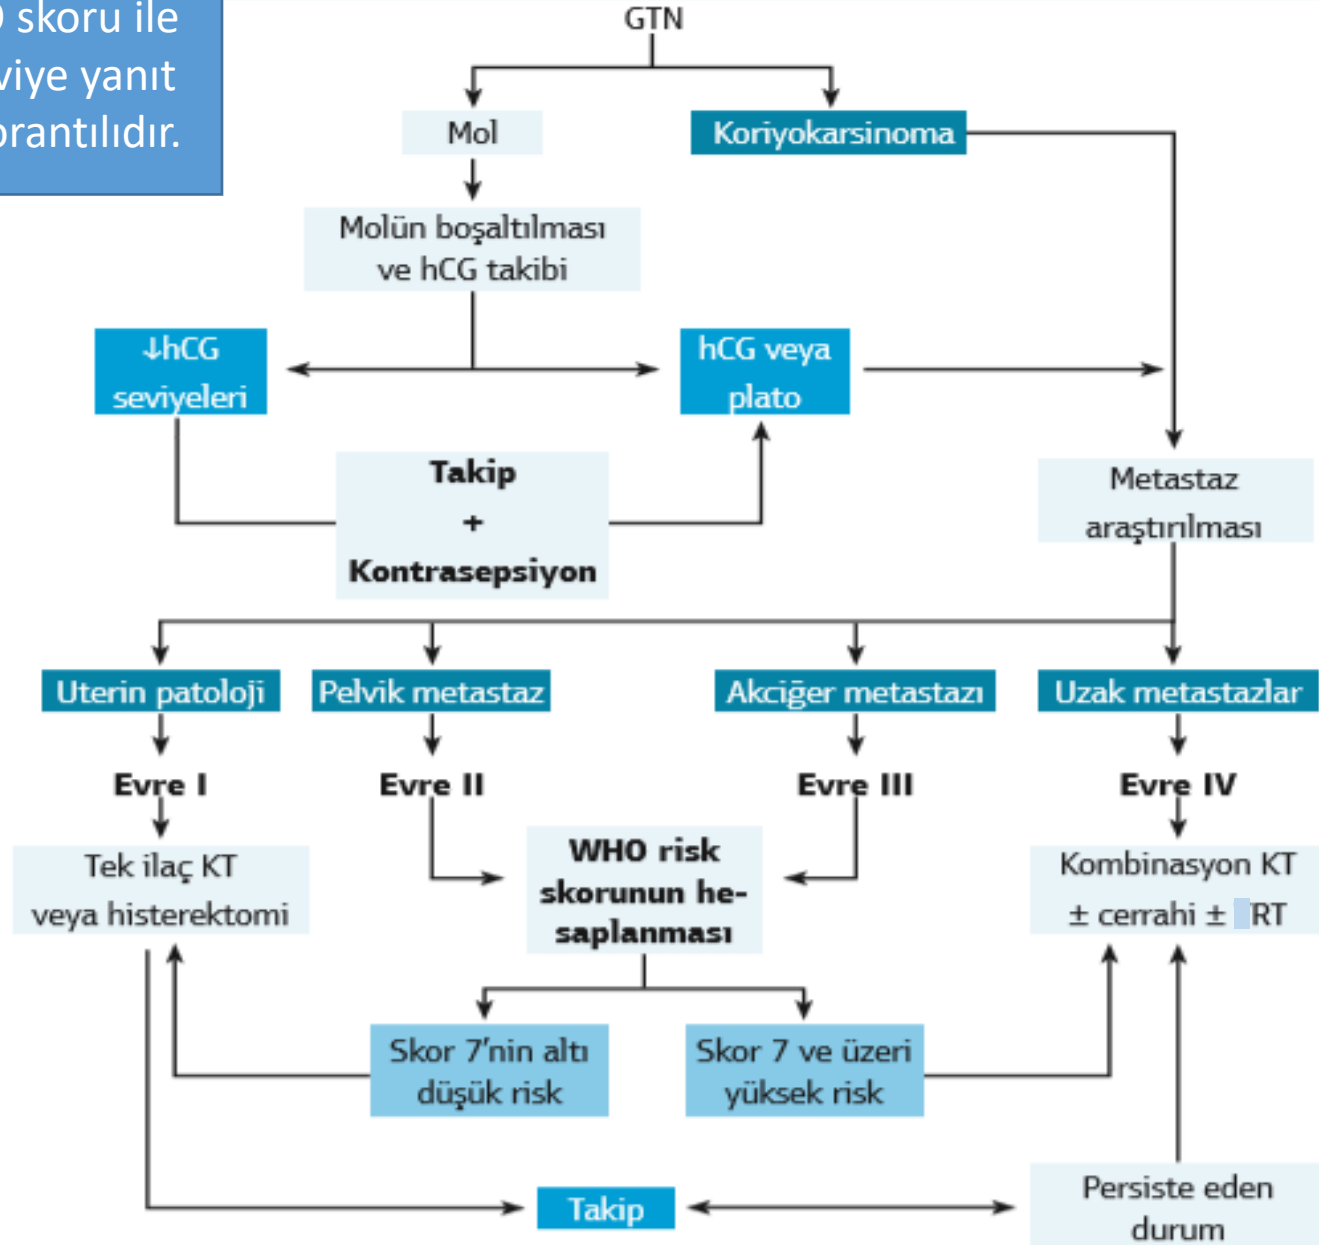 skoru ile
yanıt
GTN
Mol
Koriyokarsinoma
Molün boşaltılması
ve hCG takibi
↓hCG
seviyeleri
hCG veya
plato
Takip
+
Kontrasepsiyon
Metastaz
araştırılması
Uterin patoloji
Pelvik metastaz
Akciğer metastazı
Uzak metastazlar
Evre I
Evre II
Evre III
Evre IV
Tek ilaç KT
veya histerektomi
WHO risk
skorunun he-
saplanması
Kombinasyon KT
± cerrahi ± RT
Skor 7'nin altı
düşük risk
Skor 7 ve üzeri
yüksek risk
Takip
Persiste eden
durum